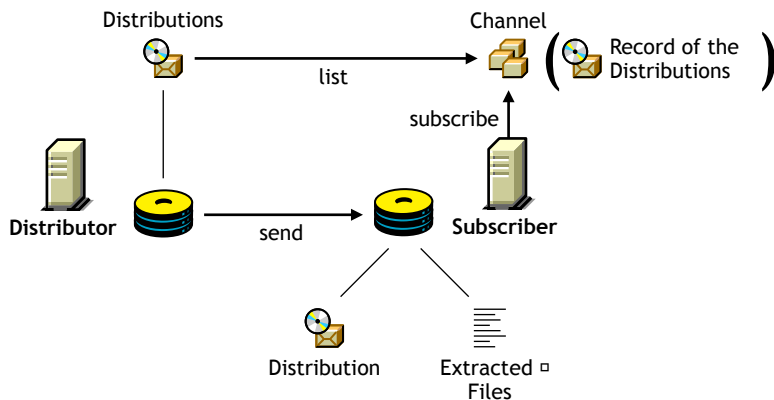 Distributions
Channel
Record of the
Distributions
list
subscribe
Distributor
send
Subscriber
Distribution
Extracted
Files